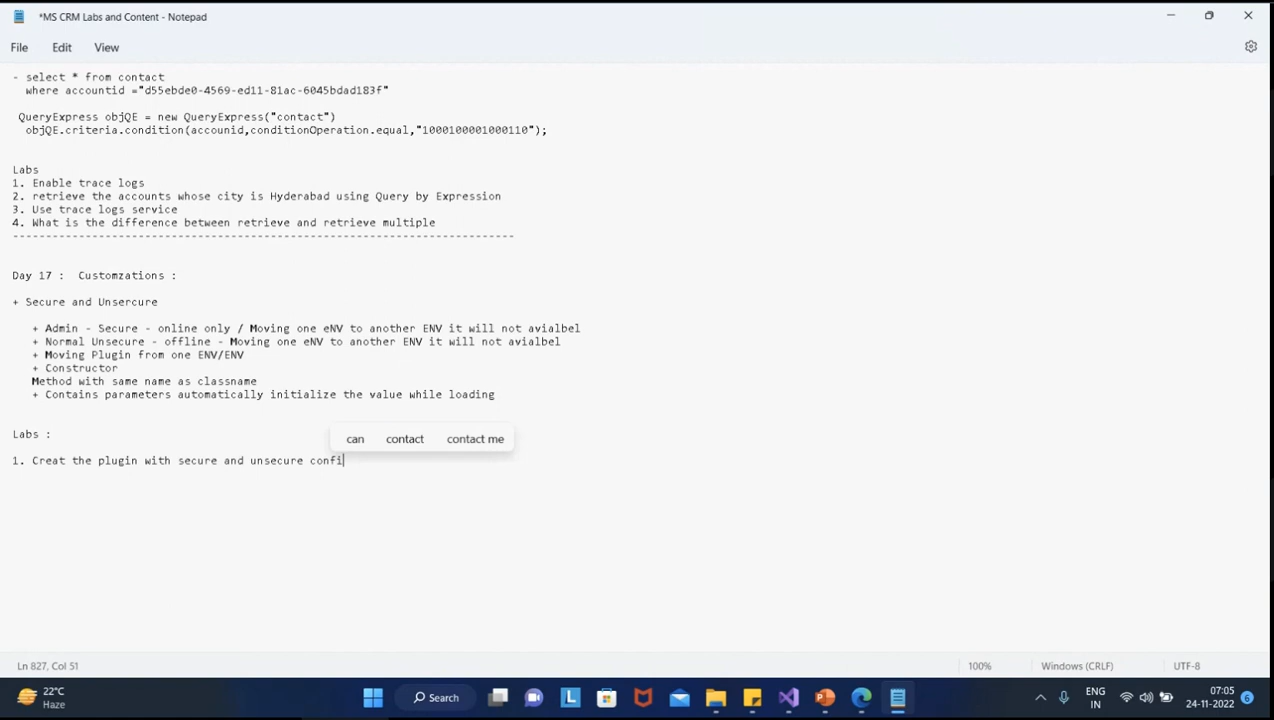 *MS CRM Labs and Content - Notepad
File Edit View
- select * from contact
where accountid ="d55ebde0-4569-ed11-81ac-6045bdad183f"
QueryExpress objQE = new QueryExpress("contact")
objQE.criteria.condition(accounid,conditionOperation.equal,"1000100001000110");
Labs
1. Enable trace logs
2. retrieve the accounts whose city is Hyderabad using Query by Expression
3. Use trace logs service
4. What is the difference between retrieve and retrieve multiple
----------------------------------------------------------------------------
Day 17 :  Customzations :
+ Secure and Unsercure
+ Admin - Secure - online only / Moving one eNV to another ENV it will not avialbel
+ Normal Unsecure - offline - Moving one eNV to another ENV it will not avialbel
+ Moving Plugin from one ENV/ENV
+ Constructor
Method with same name as classname
+ Contains parameters automatically initialize the value while loading
Labs :
can contact contact me
1. Creat the plugin with secure and unsecure confi
Ln 827, Col 51 100% Windows (CRLF) UTF-8
22°C
Haze
Search
ENG
IN
07:05
24-11-2022
6